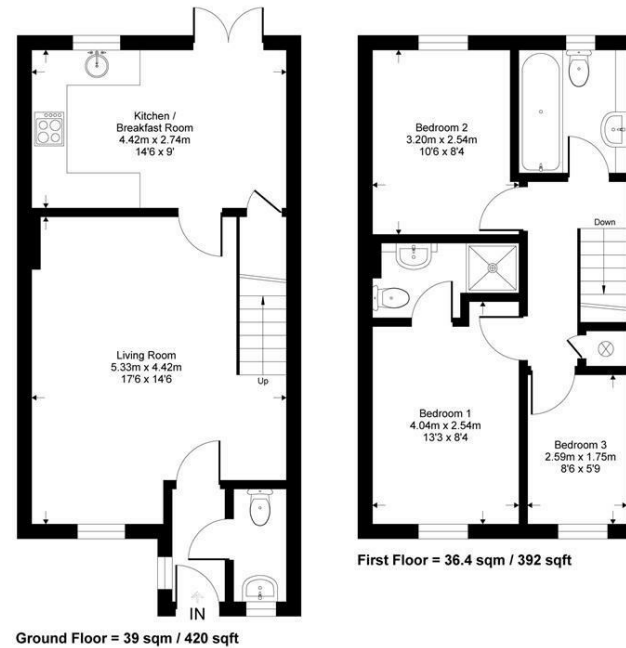 Kitchen /
Breakfast Room
4.42m x 2.74m
14'6 x 9'
Living Room
5.33m x 4.42m
17'6 x 14'6
Up
IN
Ground Floor = 39 sqm / 420 sqft
Bedroom 2
3.20m x 2.54m
10'6 x 8'4
Down
Bedroom 1
4.04m x 2.54m
13'3 x 8'4
Bedroom 3
2.59m x 1.75m
8'6 x 5'9
First Floor = 36.4 sqm / 392 sqft